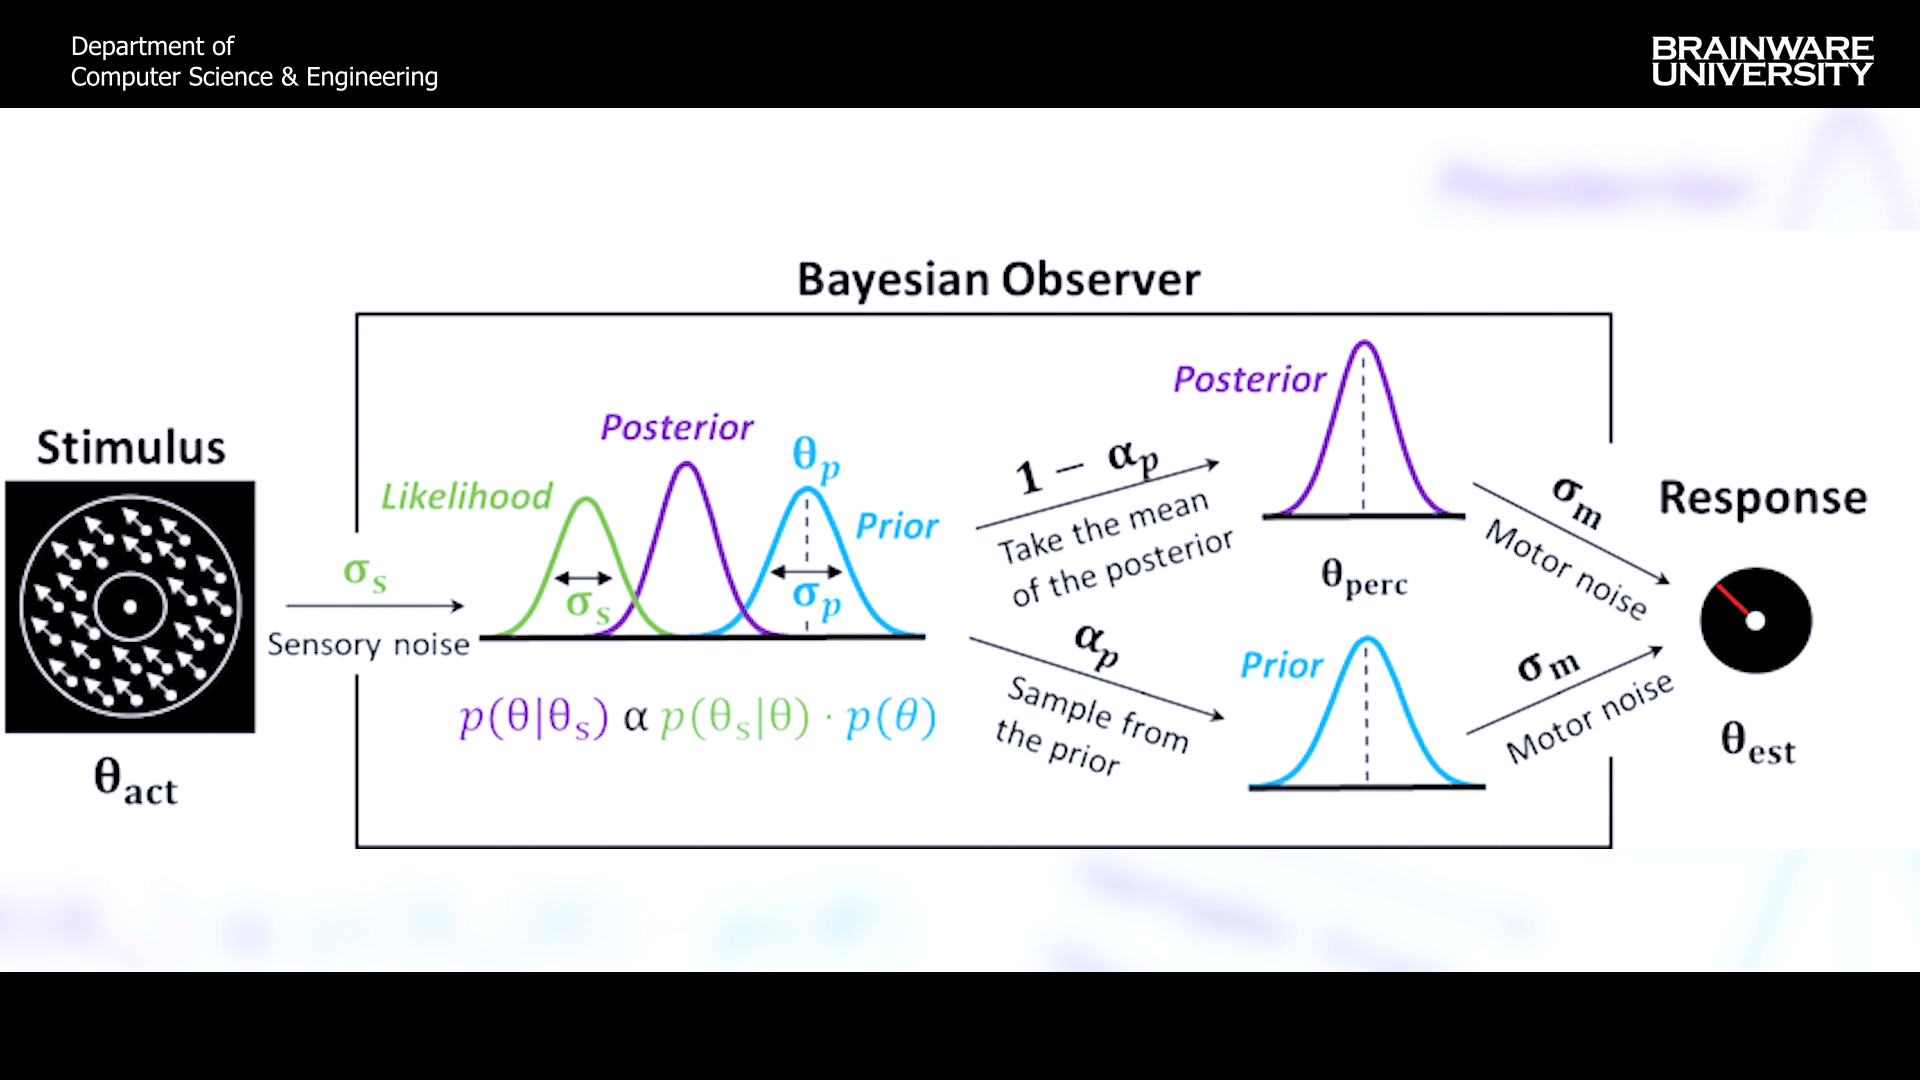 Department of
Computer Science & Engineering
BRAINWARE
UNIVERSITY
Bayesian Observer
Stimulus
θact
σs
Sensory noise
Likelihood
σs
Posterior
θp
Prior
σp
p(θ|θs) α p(θs|θ) · p(θ)
1 − αp
Take the mean
of the posterior
αp
Sample from
the prior
Posterior
θperc
Prior
σm
Motor noise
σm
Motor noise
Response
θest